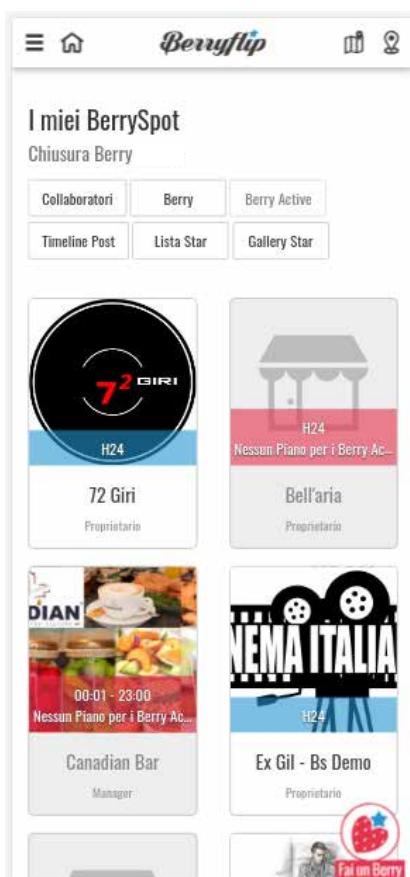 Berryflip
I miei BerrySpot
Chiusura Berry
Collaboratori
Berry
Berry Active
Timeline Post
Lista Star
Gallery Star
7² GIRI
H24
72 Giri
Proprietario
H24
Nessun Piano per i Berry Ac...
Bell'aria
Proprietario
DIAN
00:01 - 23:00
Nessun Piano per i Berry Ac...
Canadian Bar
Manager
NEMA ITALIA
H24
Ex Gil - Bs Demo
Proprietario
Fai un Berry